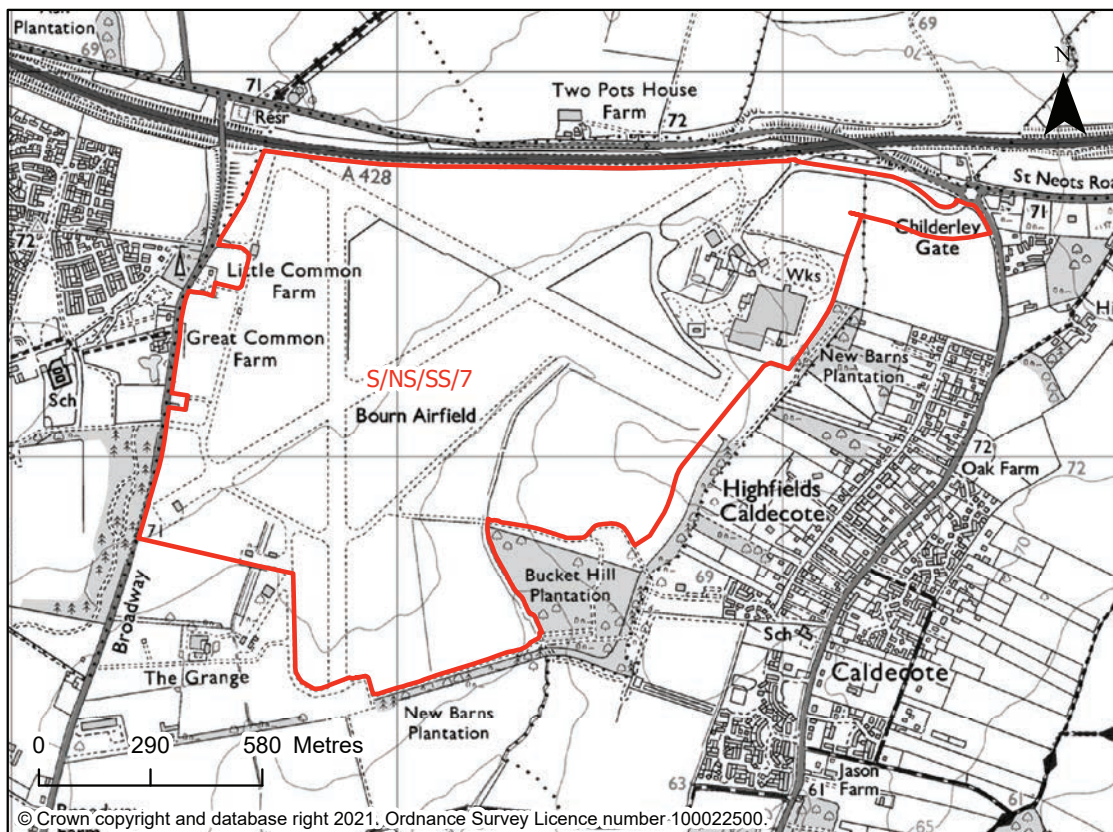 Plantation
69
69
70
N
71
Resr
Two Pots House
Farm
72
A 428
St Neots Ro
71
Childerley
Gate
72
Little Common
Farm
Wks
Great Common
Farm
New Barns
Plantation
S/NS/SS/7
Sch
Bourn Airfield
72
Oak Farm
72
Highfields
Caldecote
71
70
Bucket Hill
Plantation
69
Broadway
Sch
The Grange
Caldecote
New Barns
Plantation
0 290 580 Metres
63
Jason
Farm
61
61
65
© Crown copyright and database right 2021. Ordnance Survey Licence number 100022500.